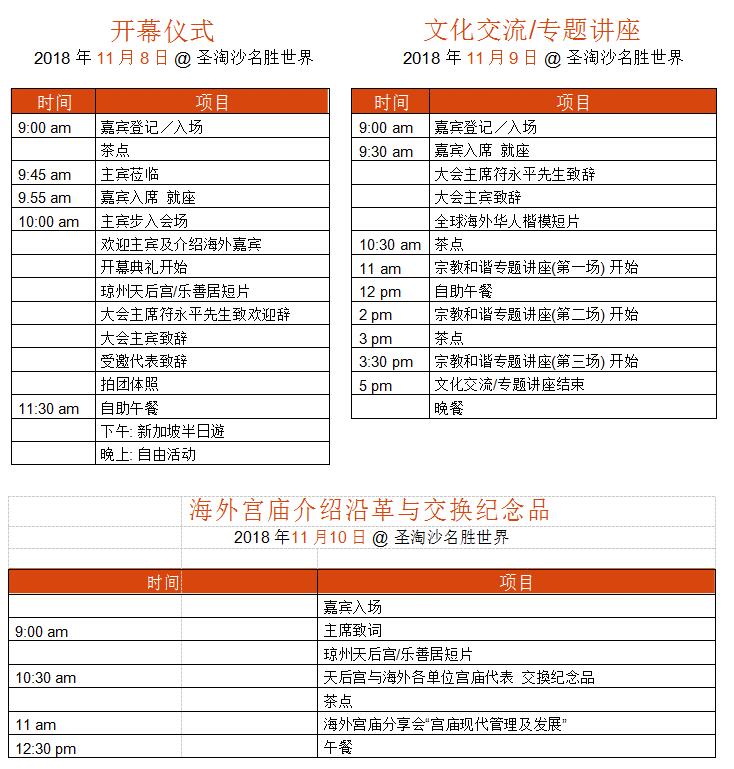 开幕仪式
2018 年 11 月 8 日 @ 圣淘沙名胜世界
时间 项目
9:00 am 嘉宾登记／入场
茶点
9:45 am 主宾莅临
9.55 am 嘉宾入席 就座
10:00 am 主宾步入会场
欢迎主宾及介绍海外嘉宾
开幕典礼开始
琼州天后宫/乐善居短片
大会主席符永平先生致欢迎辞
大会主宾致辞
受邀代表致辞
拍团体照
11:30 am 自助午餐
下午: 新加坡半日遊
晚上: 自由活动
文化交流/专题讲座
2018 年 11 月 9 日 @ 圣淘沙名胜世界
时间 项目
9:00 am 嘉宾登记／入场
9:30 am 嘉宾入席 就座
大会主席符永平先生致辞
大会主宾致辞
全球海外华人楷模短片
10:30 am 茶点
11 am 宗教和谐专题讲座(第一场) 开始
12 pm 自助午餐
2 pm 宗教和谐专题讲座(第二场) 开始
3 pm 茶点
3:30 pm 宗教和谐专题讲座(第三场) 开始
5 pm 文化交流/专题讲座结束
晚餐
海外宫庙介绍沿革与交换纪念品
2018 年11 月10 日 @ 圣淘沙名胜世界
时间 项目
嘉宾入场
9:00 am 主席致词
琼州天后宫/乐善居短片
10:30 am 天后宫与海外各单位宫庙代表 交换纪念品
茶点
11 am 海外宫庙分享会“宫庙现代管理及发展”
12:30 pm 午餐